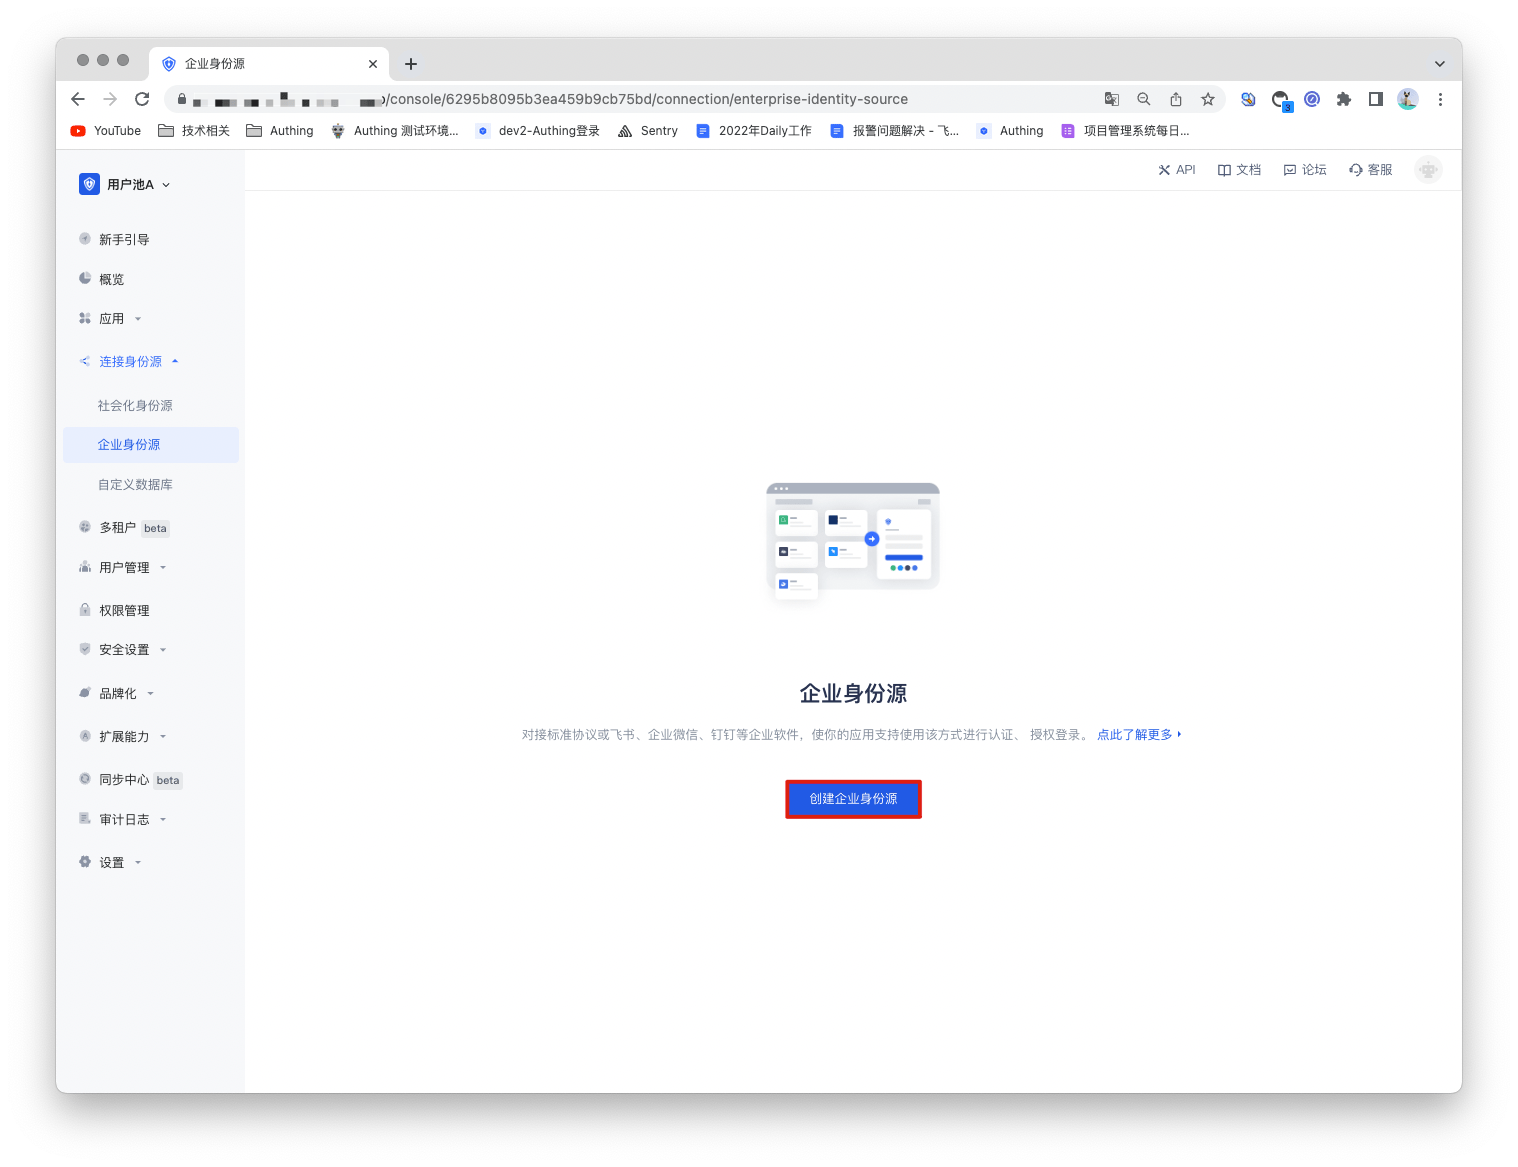 企业身份源
/console/6295b8095b3ea459b9cb75bd/connection/enterprise-identity-source
3
YouTube 技术相关 Authing Authing 测试环境... dev2-Authing登录 Sentry 2022年Daily工作 报警问题解决 - 飞... Authing 项目管理系统每日...
用户池A
API 文档 论坛 客服
新手引导
概览
应用
连接身份源
社会化身份源
企业身份源
自定义数据库
多租户 beta
用户管理
权限管理
安全设置
品牌化
扩展能力
同步中心 beta
审计日志
设置
企业身份源
对接标准协议或飞书、企业微信、钉钉等企业软件，使你的应用支持使用该方式进行认证、 授权登录。 点此了解更多
创建企业身份源